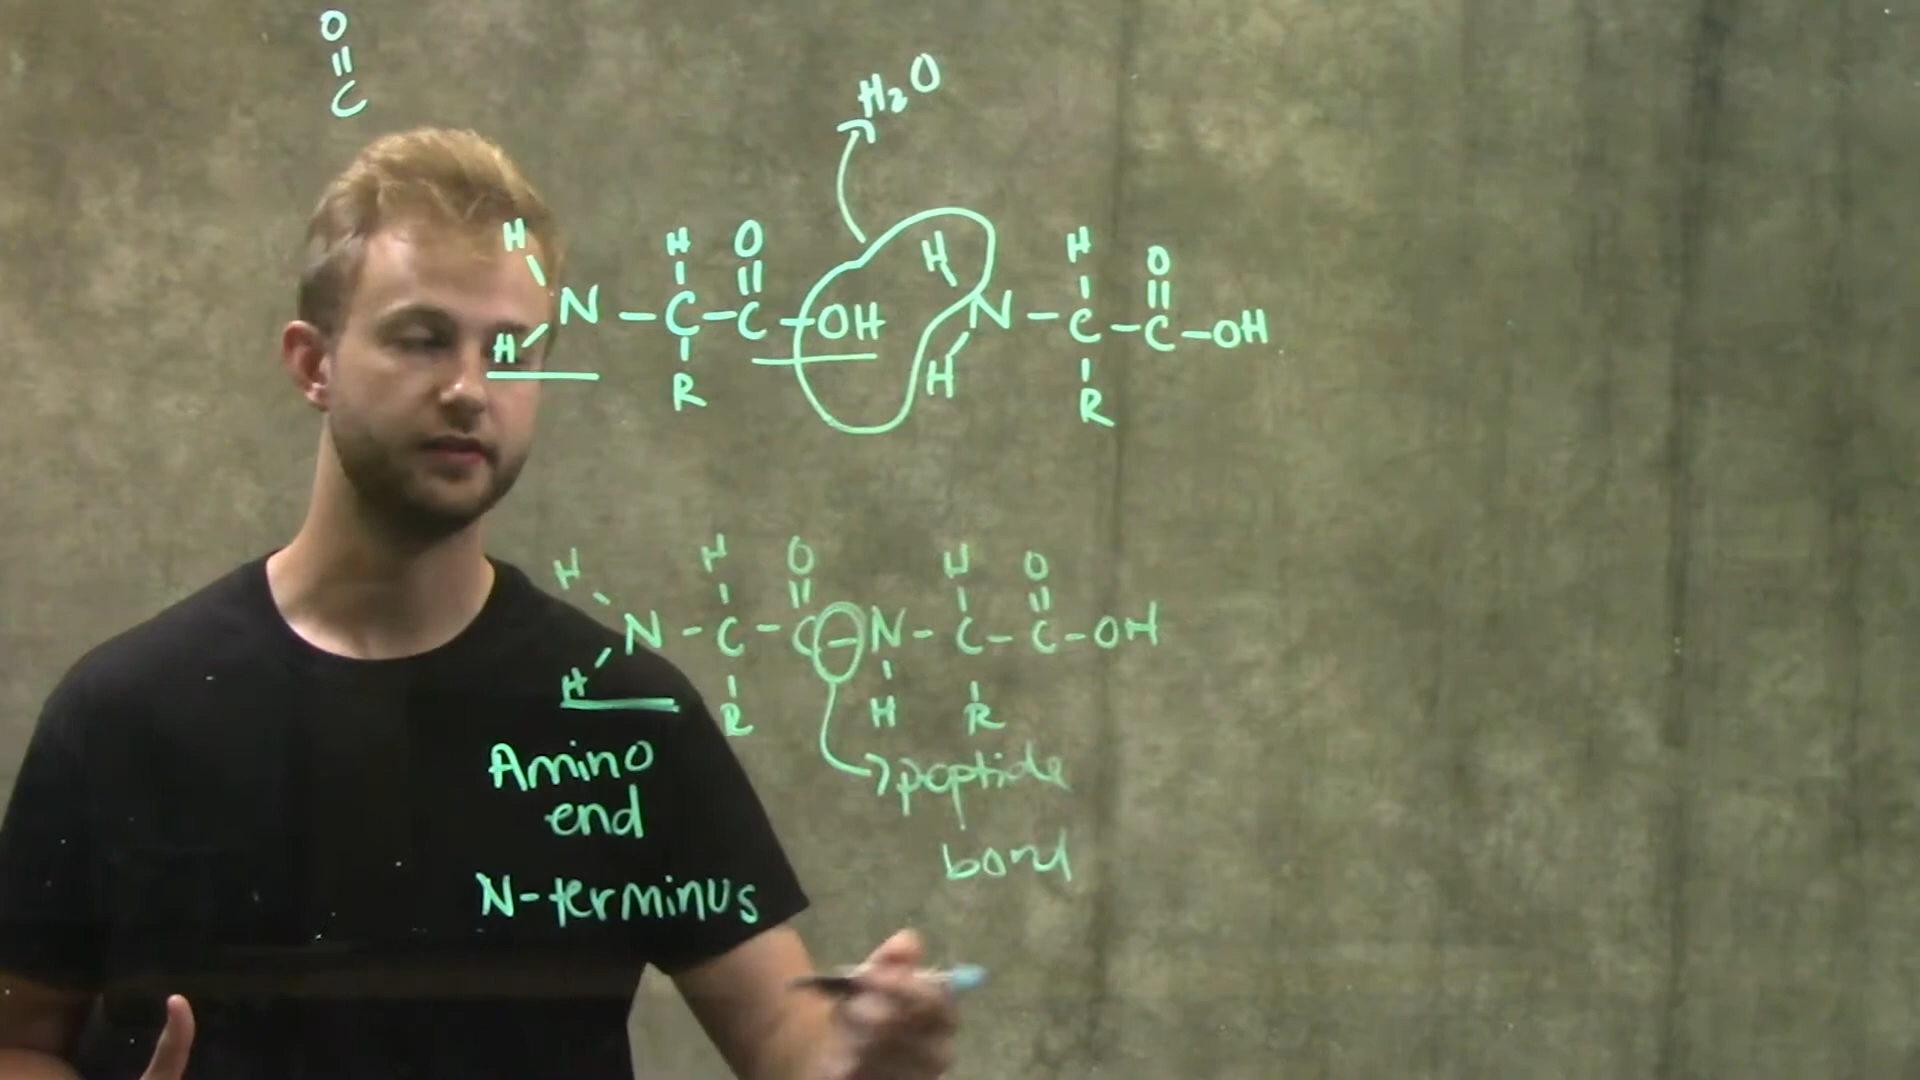 O
||
C
H₂O
H H O H H O
N – C – C – OH N – C – C – OH
H R H R
H H O H O
N – C – C – N – C – C – OH
H R H R
Amino
end
N-terminus
peptide
bond